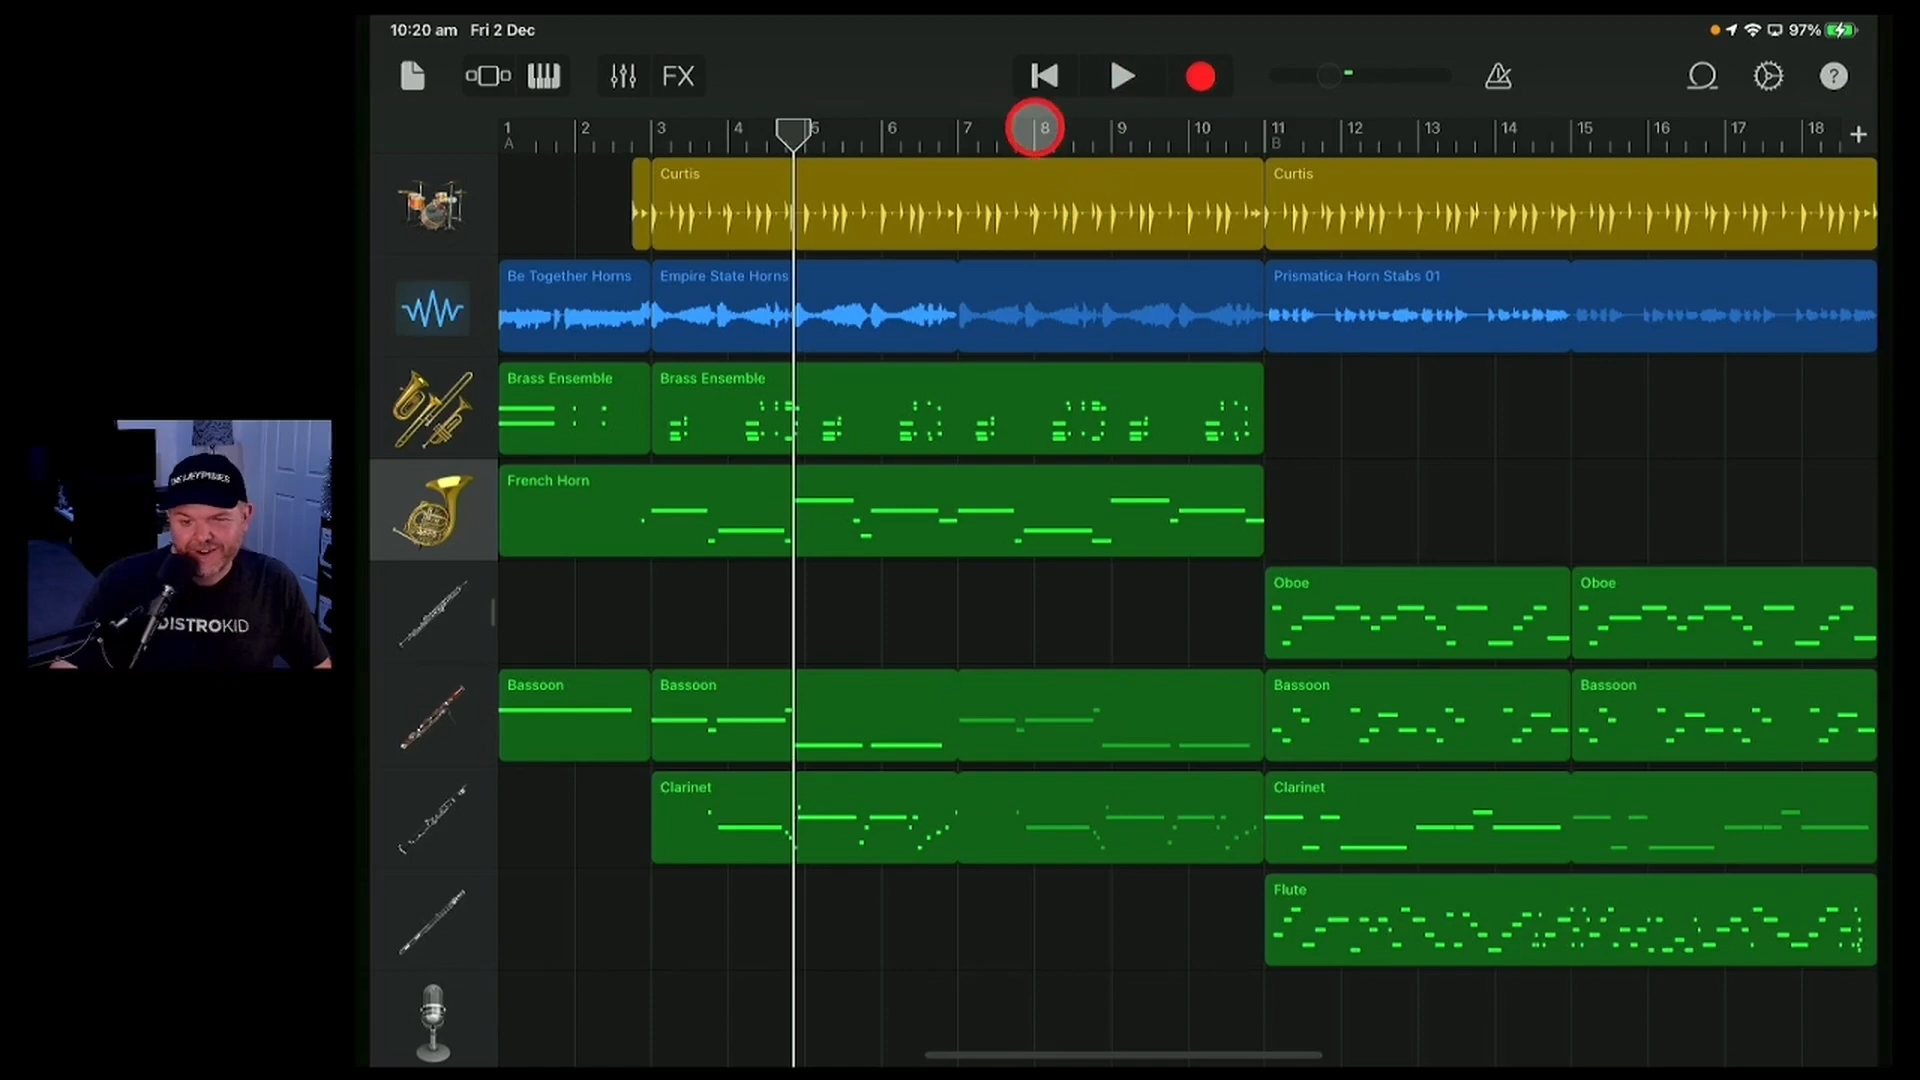 10:20 am Fri 2 Dec
97%
FX
1 2 3 4 5 6 7 8 9 10 11 12 13 14 15 16 17 18 +
A B
Curtis Curtis
Be Together Horns Empire State Horns Prismatica Horn Stabs 01
Brass Ensemble Brass Ensemble
French Horn
Oboe Oboe
Bassoon Bassoon Bassoon Bassoon
Clarinet Clarinet
Flute
DISTROKID